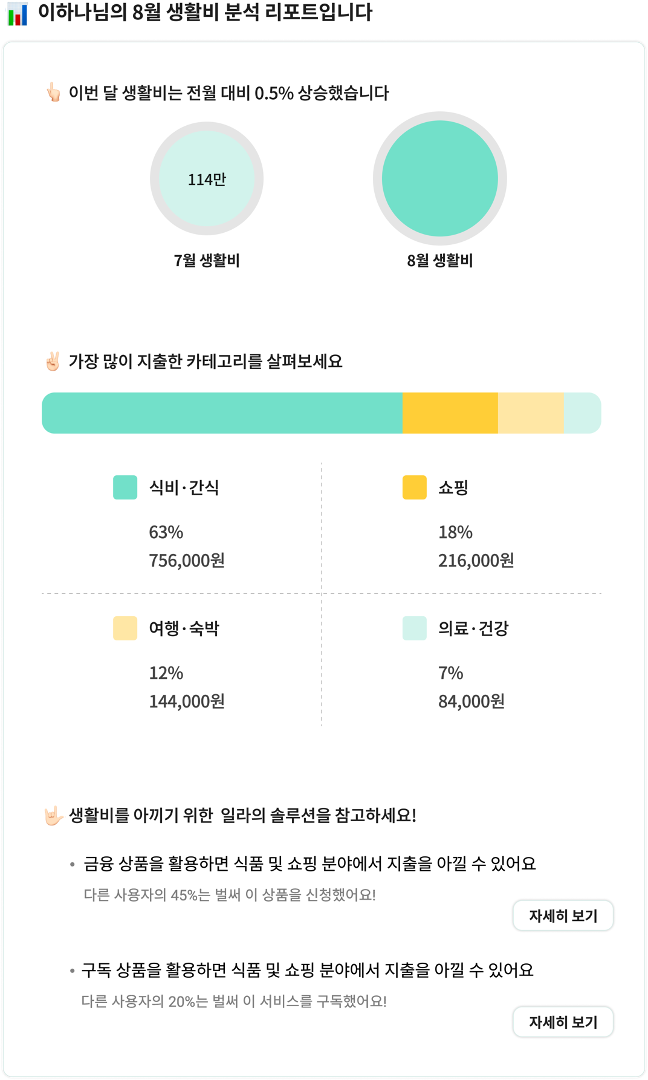 이하나님의 8월 생활비 분석 리포트입니다
이번 달 생활비는 전월 대비 0.5% 상승했습니다
114만
7월 생활비
8월 생활비
가장 많이 지출한 카테고리를 살펴보세요
식비·간식
63%
756,000원
쇼핑
18%
216,000원
여행·숙박
12%
144,000원
의료·건강
7%
84,000원
생활비를 아끼기 위한 일라의 솔루션을 참고하세요!
• 금융 상품을 활용하면 식품 및 쇼핑 분야에서 지출을 아낄 수 있어요
다른 사용자의 45%는 벌써 이 상품을 신청했어요!
자세히 보기
• 구독 상품을 활용하면 식품 및 쇼핑 분야에서 지출을 아낄 수 있어요
다른 사용자의 20%는 벌써 이 서비스를 구독했어요!
자세히 보기